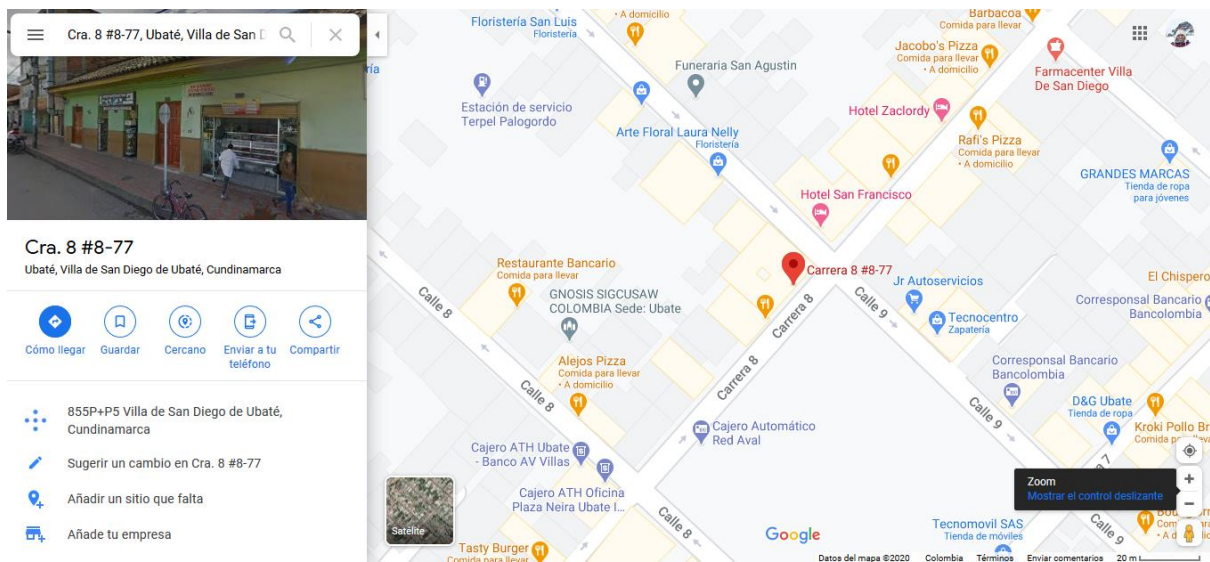 Cra. 8 #8-77, Ubaté, Villa de San D
Cra. 8 #8-77
Ubaté, Villa de San Diego de Ubaté, Cundinamarca
Cómo llegar
Guardar
Cercano
Enviar a tu
teléfono
Compartir
855P+P5 Villa de San Diego de Ubaté,
Cundinamarca
Sugerir un cambio en Cra. 8 #8-77
Añadir un sitio que falta
Añade tu empresa
Floristería San Luis
Floristería
• A domicilio
Barbacoa
Comida para llevar
Jacobo's Pizza
Comida para llevar
• A domicilio
Farmacenter Villa
De San Diego
ría
Funeraria San Agustin
Estación de servicio
Terpel Palogordo
Hotel Zaclordy
Arte Floral Laura Nelly
Floristería
Rafi's Pizza
Comida para llevar
• A domicilio
GRANDES MARCAS
Tienda de ropa
para jóvenes
Hotel San Francisco
Restaurante Bancario
Comida para llevar
Carrera 8 #8-77
Jr Autoservicios
El Chispero
Calle 8
GNOSIS SIGCUSAW
COLOMBIA Sede: Ubate
Carrera 8
Calle 9
Tecnocentro
Zapatería
Corresponsal Bancario
Bancolombia
Alejos Pizza
Comida para llevar
• A domicilio
Carrera 8
Corresponsal Bancario
Bancolombia
Calle 8
Calle 9
D&G Ubate
Tienda de ropa
Cajero Automático
Red Aval
Kroki Pollo Br
Cajero ATH Ubate
- Banco AV Villas
Cajero ATH Oficina
Plaza Neira Ubate I...
Zoom
Mostrar el control deslizante
Satélite
Calle 8
Google
Tecnomovil SAS
Tienda de móviles
Calle 9
Tasty Burger
Comida para llevar
Datos del mapa ©2020
Colombia
Términos
Enviar comentarios
20 m